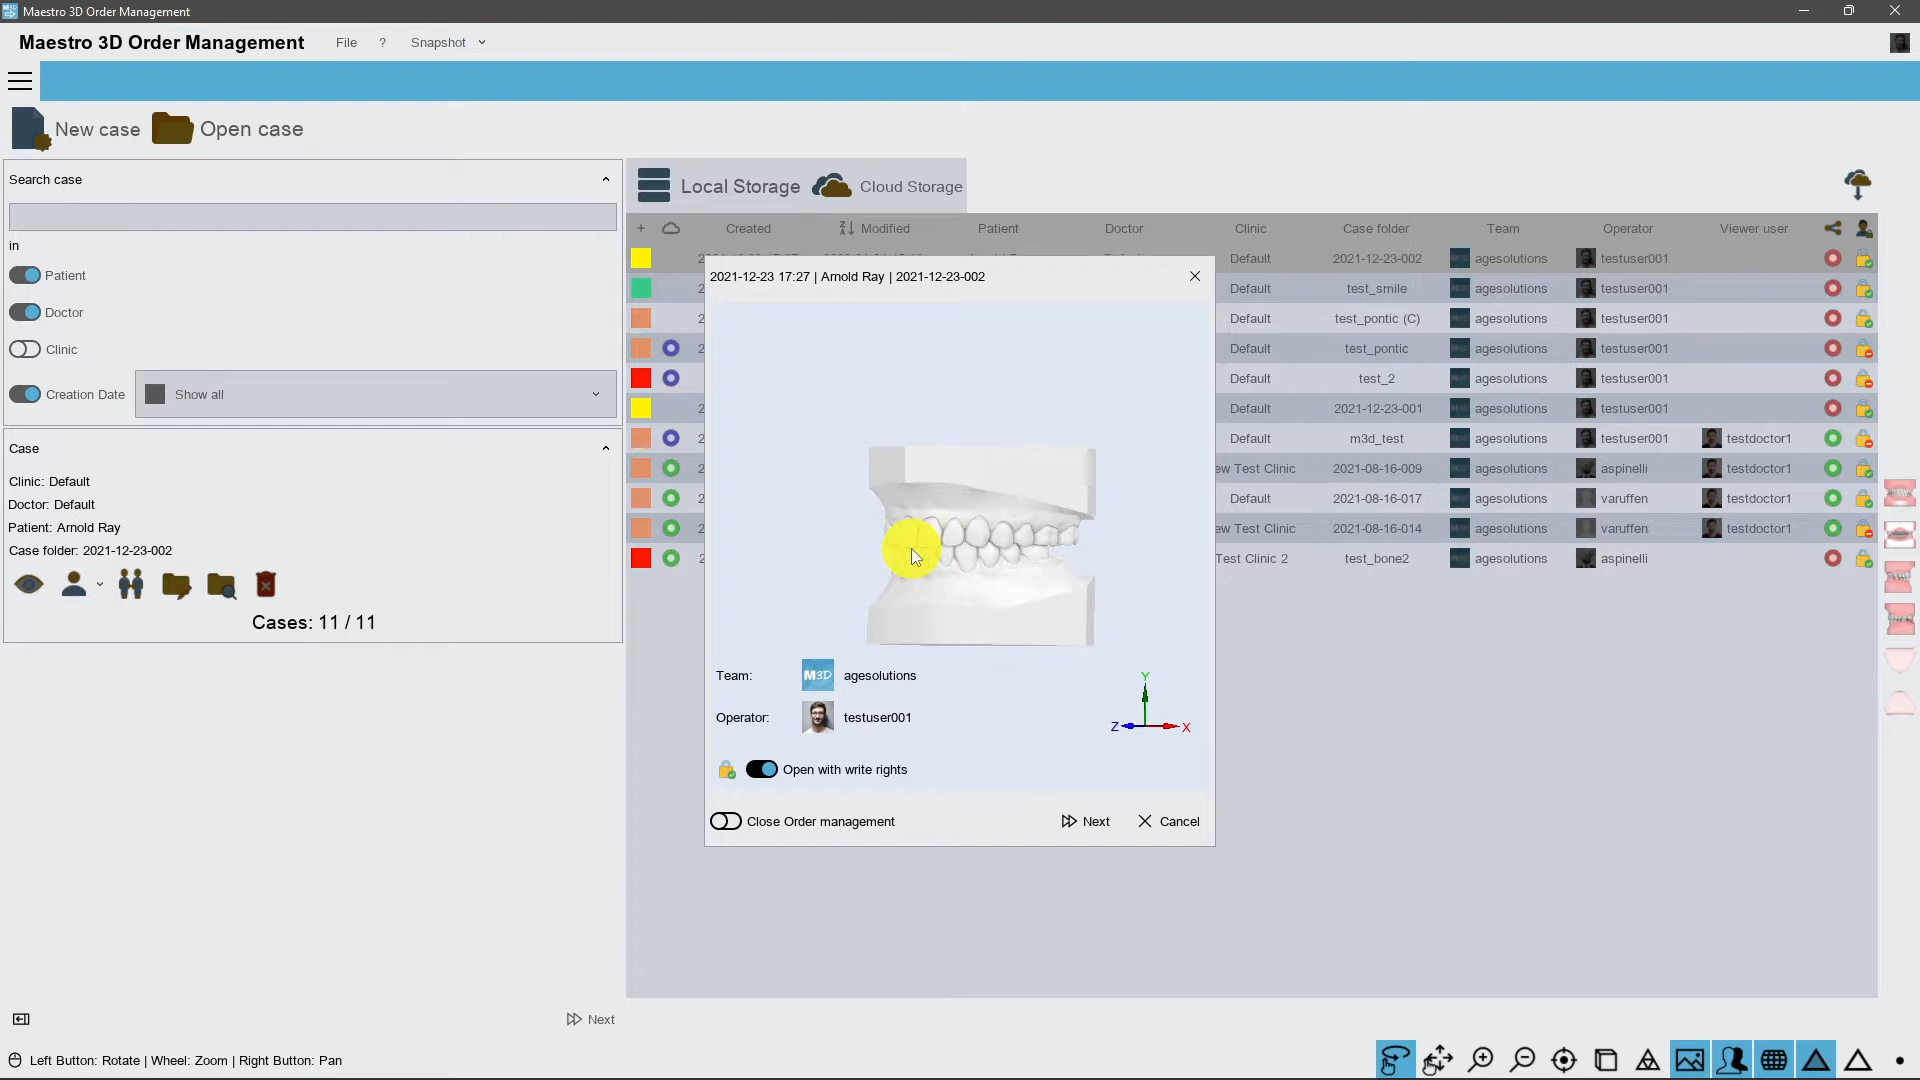 Maestro 3D Order Management
Maestro 3D Order Management File ? Snapshot
New case Open case
Search case
in
Patient
Doctor
Clinic
Creation Date Show all
Case
Clinic: Default
Doctor: Default
Patient: Arnold Ray
Case folder: 2021-12-23-002
Cases: 11 / 11
Next
Local Storage Cloud Storage
+ Created Modified Patient Doctor Clinic Case folder Team Operator Viewer user
Default 2021-12-23-002 agesolutions testuser001
Default test_smile agesolutions testuser001
Default test_pontic (C) agesolutions testuser001
Default test_pontic agesolutions testuser001
Default test_2 agesolutions testuser001
Default 2021-12-23-001 agesolutions testuser001
Default m3d_test agesolutions testuser001 testdoctor1
ew Test Clinic 2021-08-16-009 agesolutions aspinelli testdoctor1
Default 2021-08-16-017 agesolutions varuffen testdoctor1
ew Test Clinic 2021-08-16-014 agesolutions varuffen testdoctor1
Test Clinic 2 test_bone2 agesolutions aspinelli
2021-12-23 17:27 | Arnold Ray | 2021-12-23-002
Team: M3D agesolutions
Operator: testuser001
Y
Z X
Open with write rights
Close Order management Next Cancel
Left Button: Rotate | Wheel: Zoom | Right Button: Pan